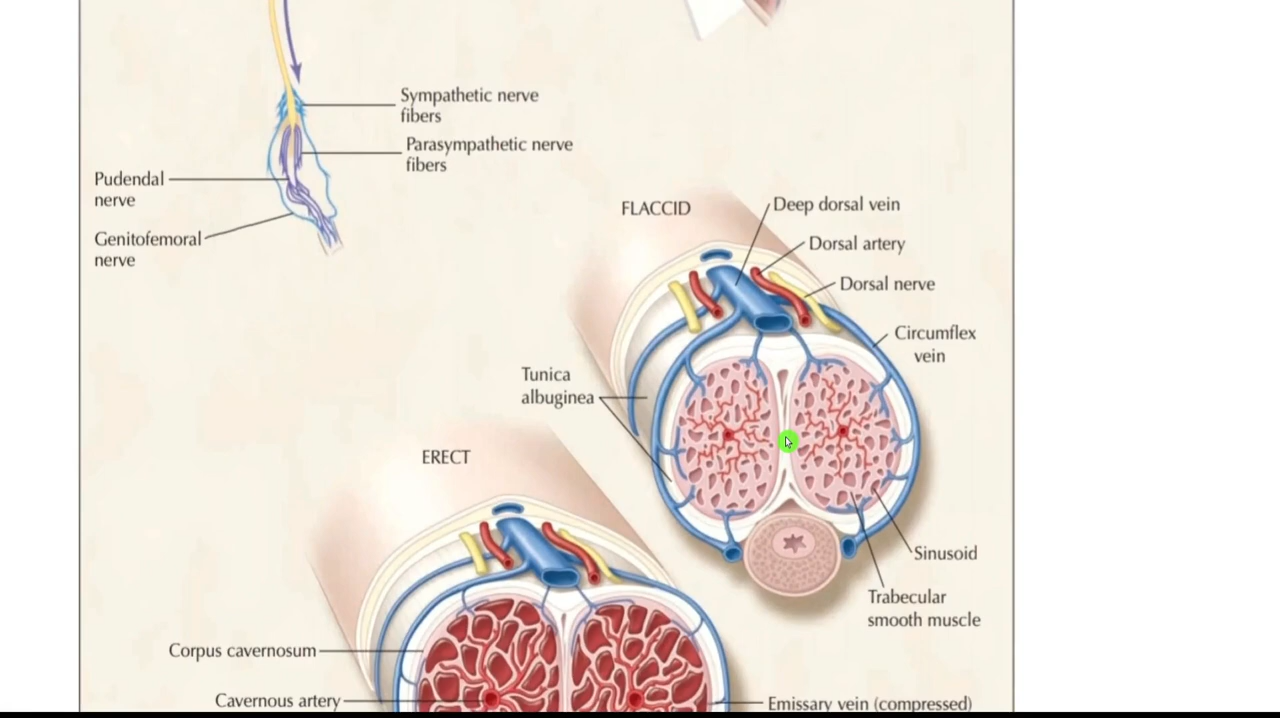 Sympathetic nerve
fibers
Parasympathetic nerve
fibers
Pudendal
nerve
Genitofemoral
nerve
FLACCID
Deep dorsal vein
Dorsal artery
Dorsal nerve
Circumflex
vein
Tunica
albuginea
ERECT
Sinusoid
Trabecular
smooth muscle
Corpus cavernosum
Cavernous artery
Emissary vein (compressed)